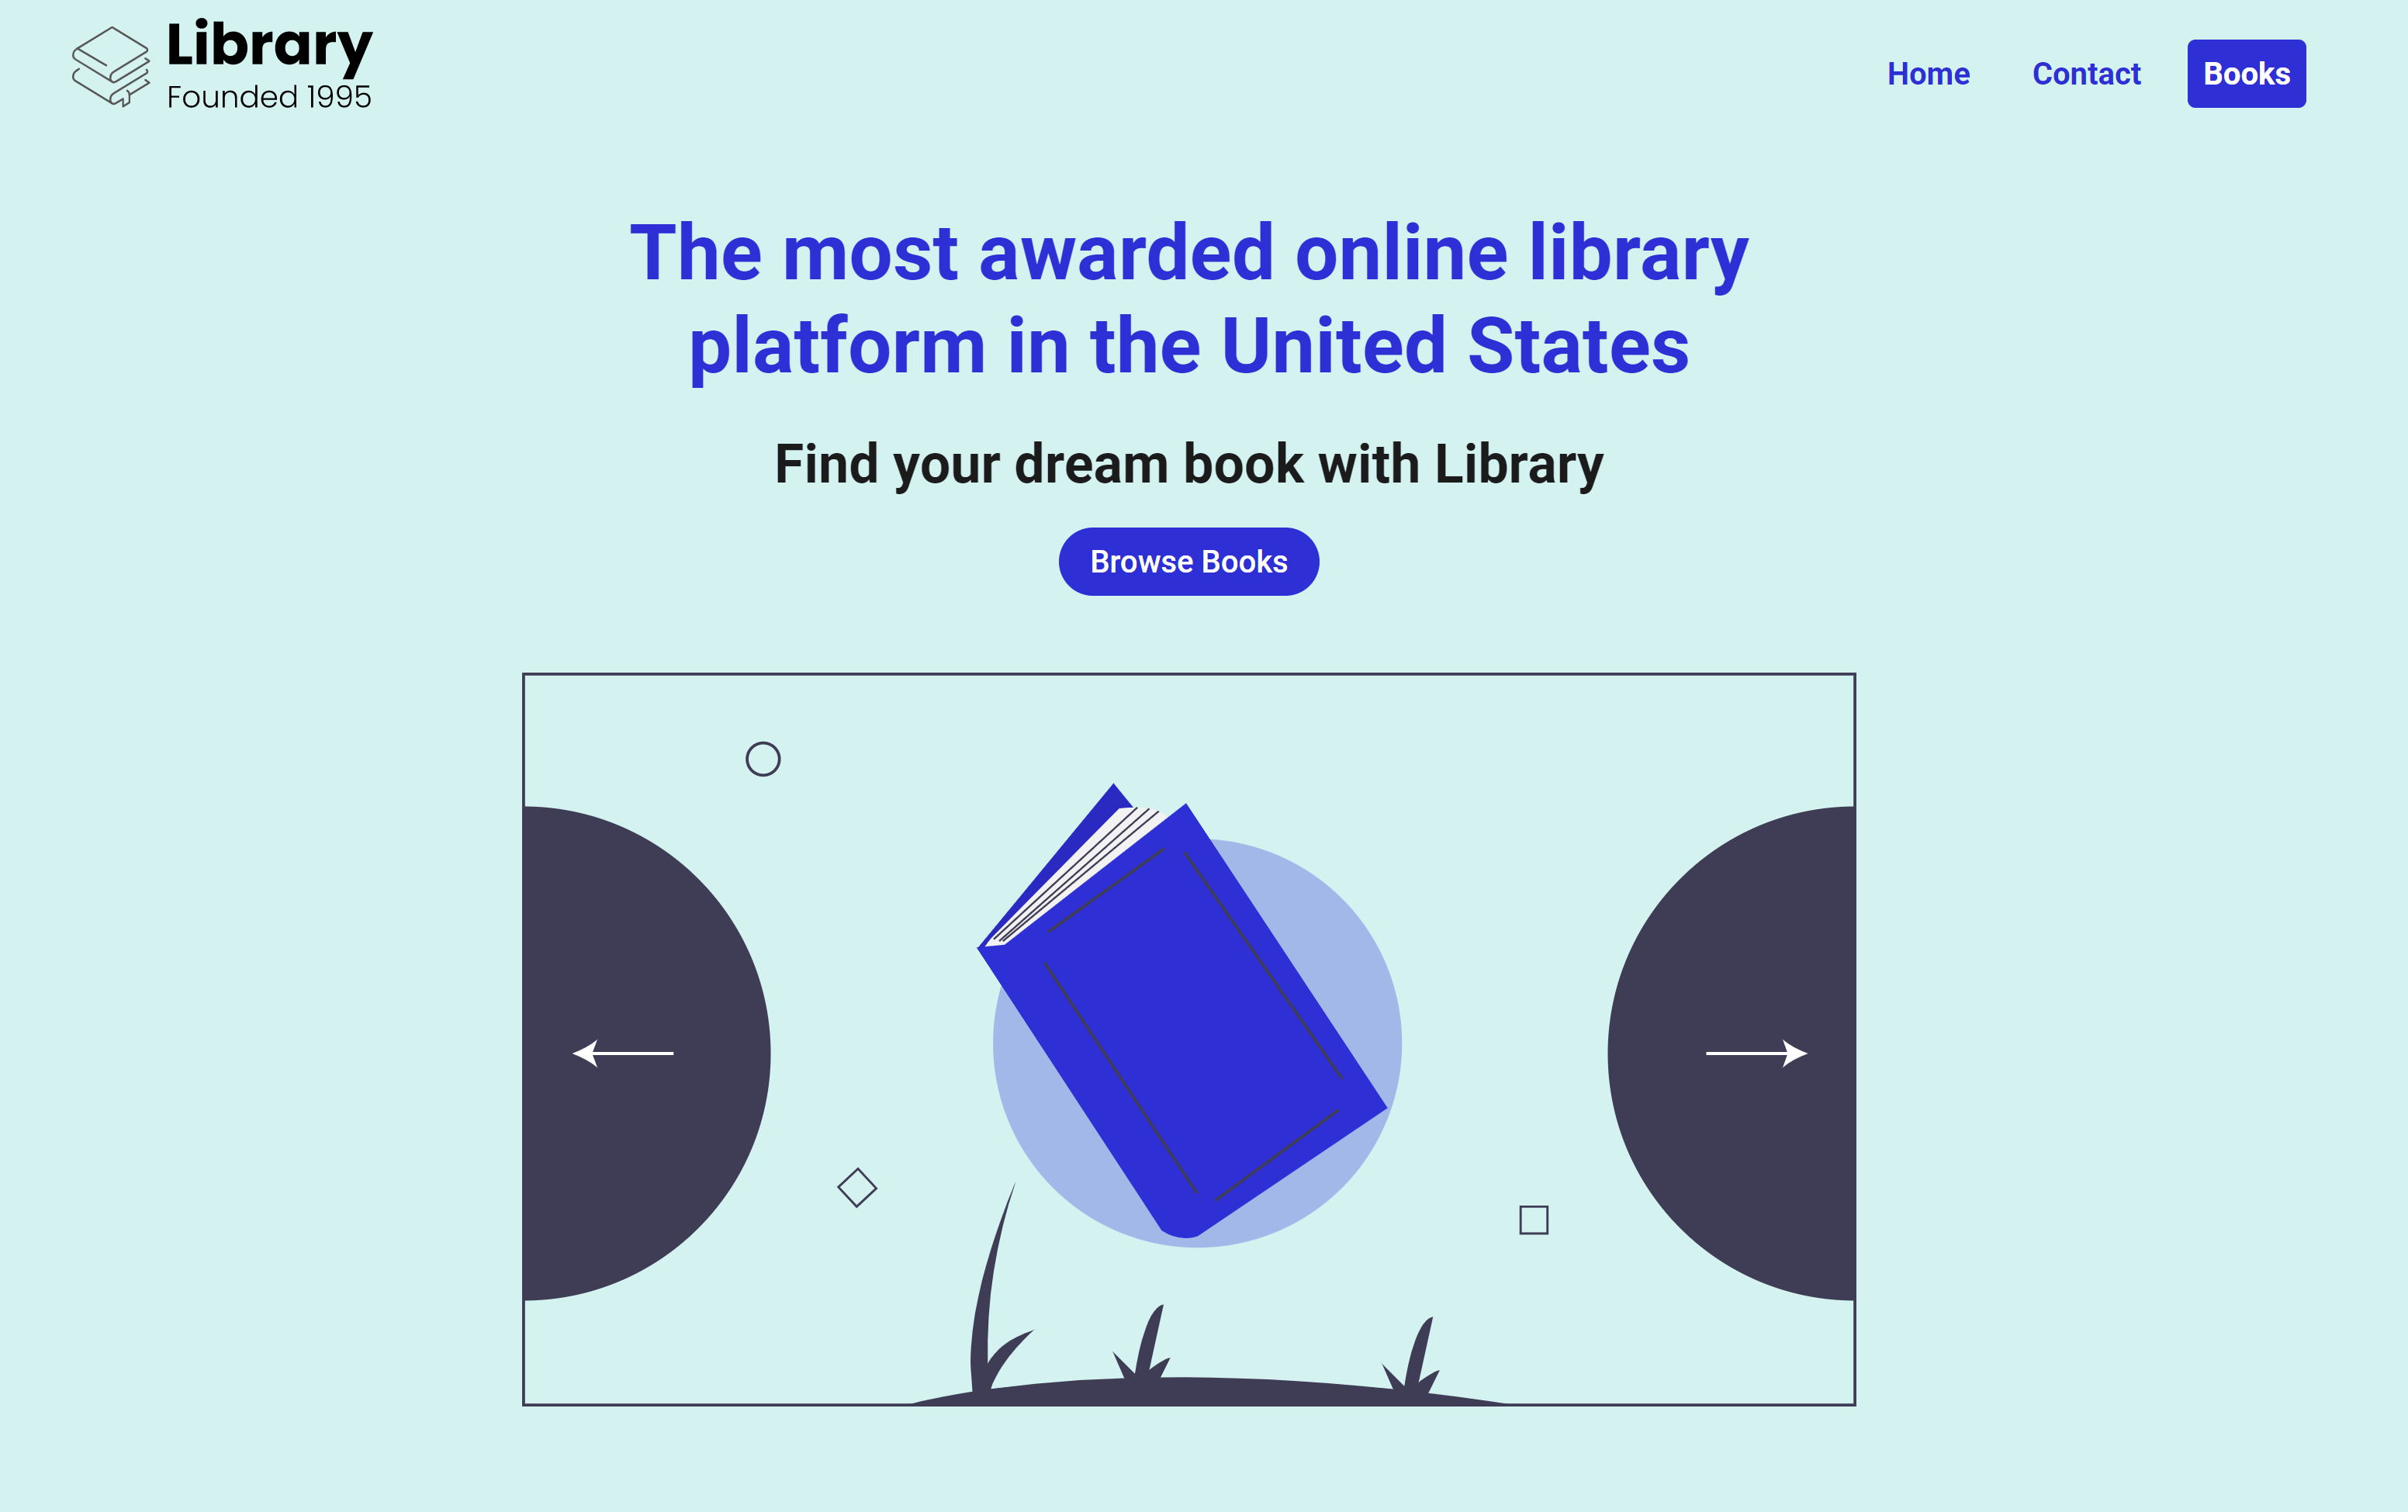 Library
Founded 1995
Home
Contact
Books
The most awarded online library
platform in the United States
Find your dream book with Library
Browse Books